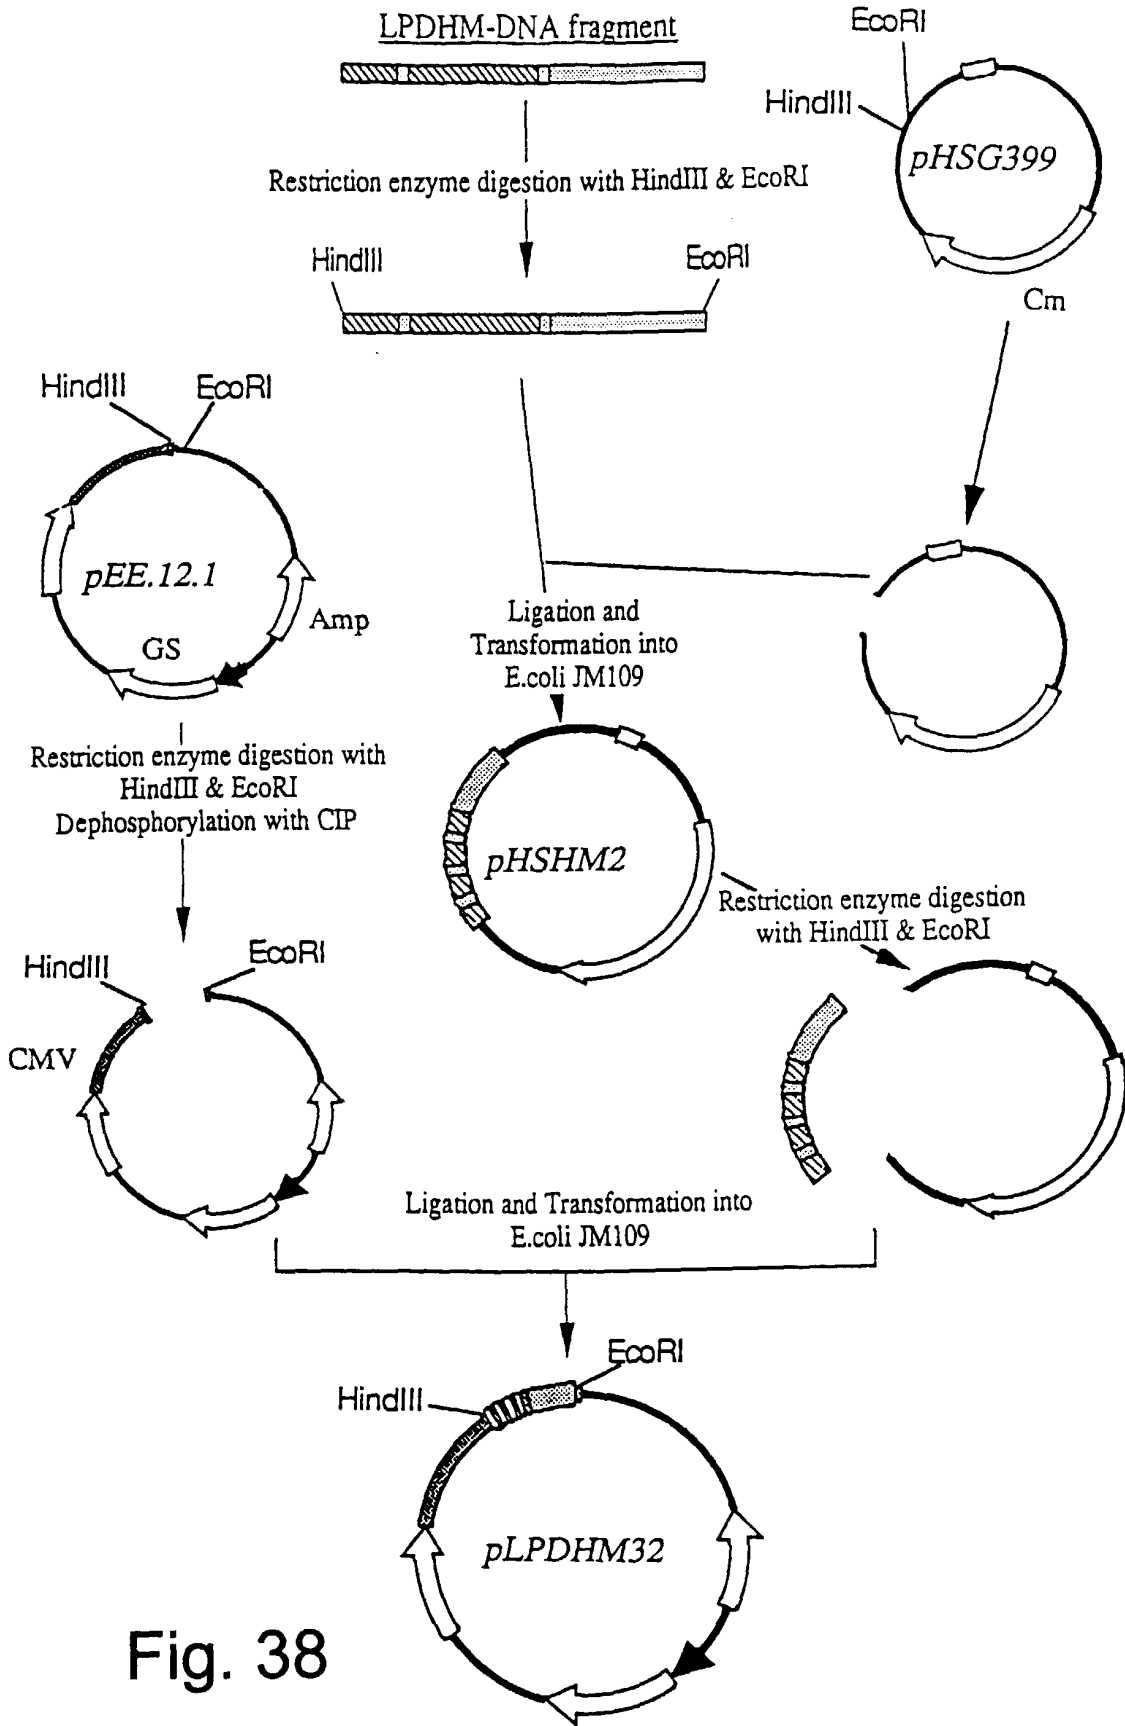 LPDHM-DNA fragment
EcoRI
HindIII
pHSG399
Restriction enzyme digestion with HindIII & EcoRI
HindIII
EcoRI
Cm
HindIII
EcoRI
pEE.12.1
Amp
GS
Ligation and
Transformation into
E.coli JM109
Restriction enzyme digestion with
HindIII & EcoRI
Dephosphorylation with CIP
pHSHM2
Restriction enzyme digestion
with HindIII & EcoRI
HindIII
EcoRI
CMV
Ligation and Transformation into
E.coli JM109
EcoRI
HindIII
pLPDHM32
Fig. 38